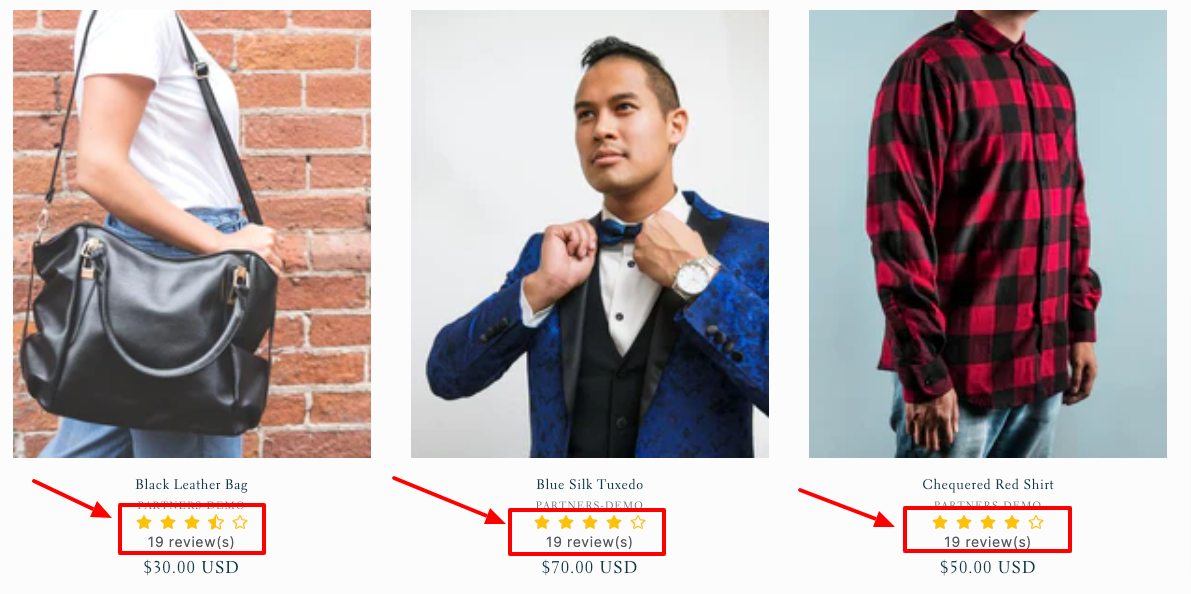 Black Leather Bag
PARTNERS-DEMO
19 review(s)
$30.00 USD
Blue Silk Tuxedo
PARTNERS-DEMO
19 review(s)
$70.00 USD
Chequered Red Shirt
PARTNERS-DEMO
19 review(s)
$50.00 USD